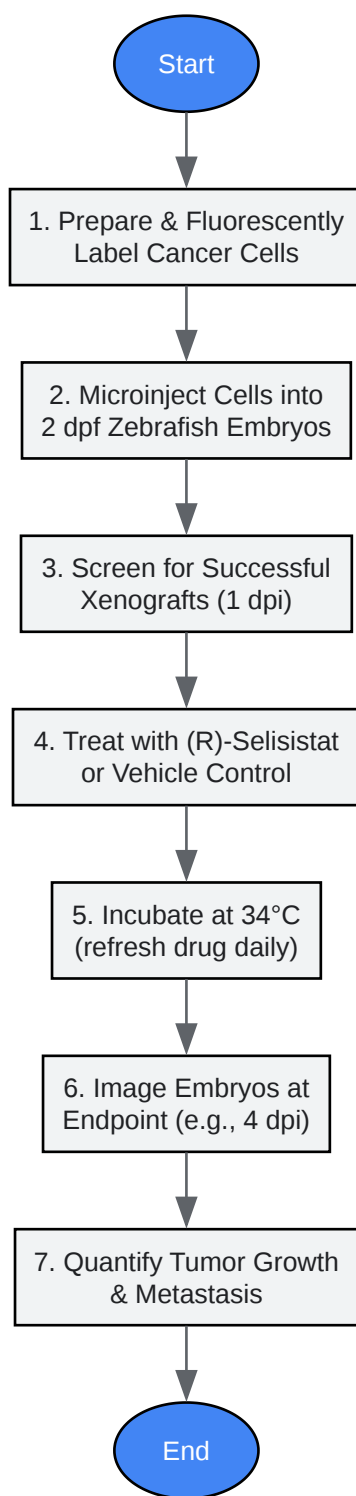 Start
1. Prepare & Fluorescently
Label Cancer Cells
2. Microinject Cells into
2 dpf Zebrafish Embryos
3. Screen for Successful
Xenografts (1 dpi)
4. Treat with (R)-Selisistat
or Vehicle Control
5. Incubate at 34°C
(refresh drug daily)
6. Image Embryos at
Endpoint (e.g., 4 dpi)
7. Quantify Tumor Growth
& Metastasis
End